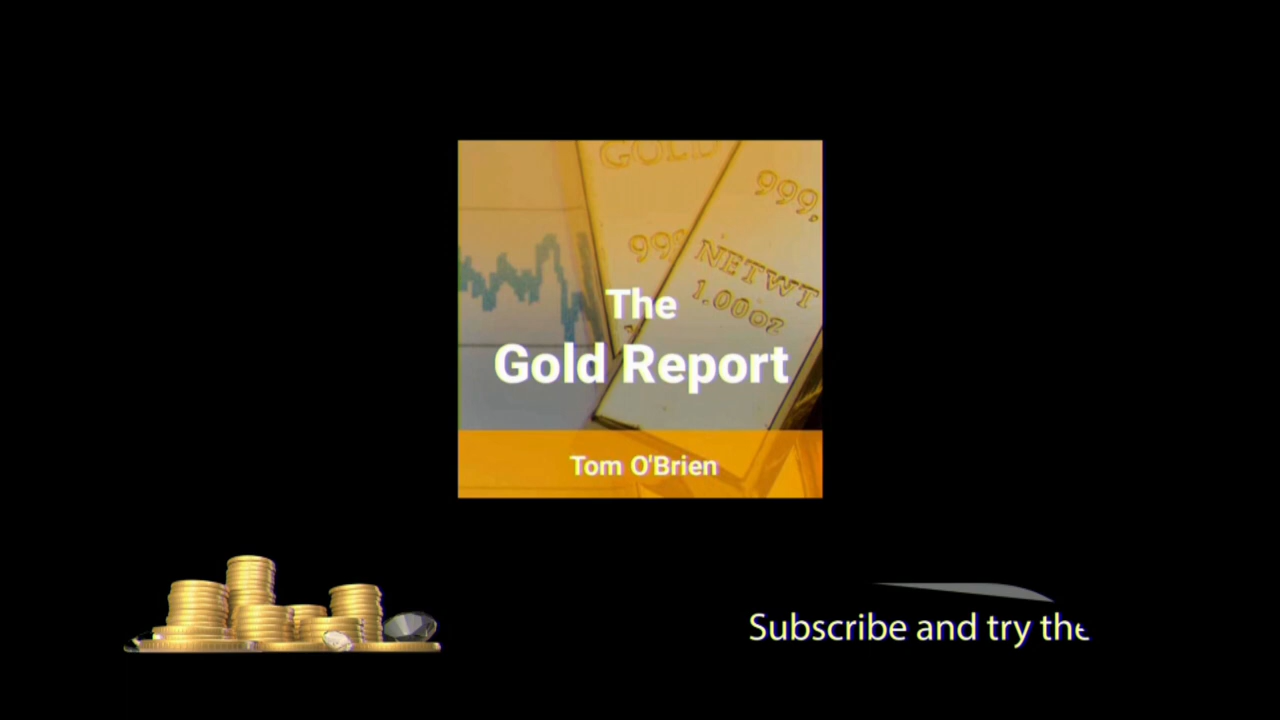 GOLD
999,
999
NETWT
1.00oz
The
Gold Report
Tom O'Brien
Subscribe and try the